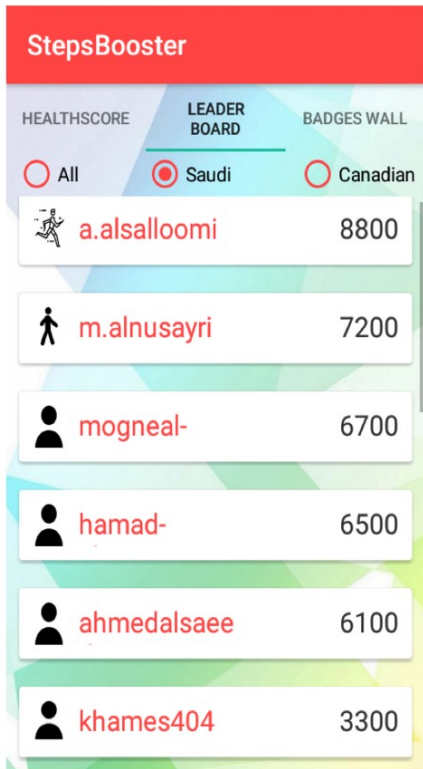 StepsBooster
HEALTHSCORE
LEADER
BOARD
BADGES WALL
All
Saudi
Canadian
a.alsalloomi 8800
m.alnusayri 7200
mogneal- 6700
hamad- 6500
ahmedalsaee 6100
khames404 3300